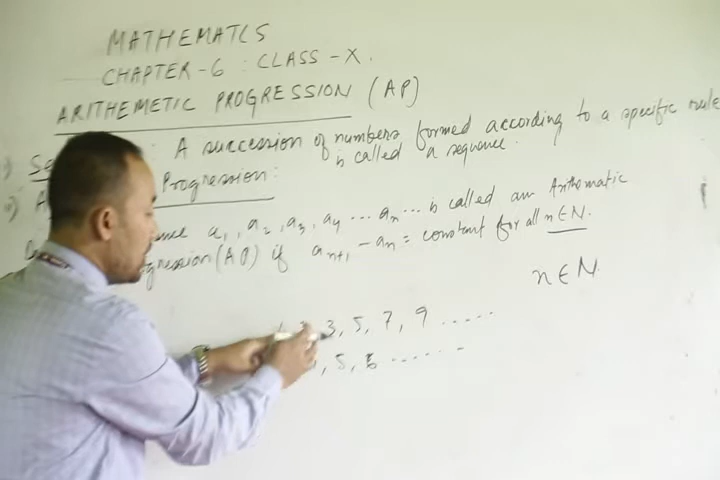 MATHEMATCS
CHAPTER-6 : CLASS-X.
ARITHEMETIC PROGRESSION (AP)
: A succession of numbers formed according to a specific rule
is called a sequence.
Progression:
a₁, a₂, a₃, a₄ ... aₙ ... is called an Arithmatic
(AP) if aₙ₊₁ - aₙ = constant for all n∈N.
n∈N.
3, 5, 7, 9 ......
, 5, 6 .......